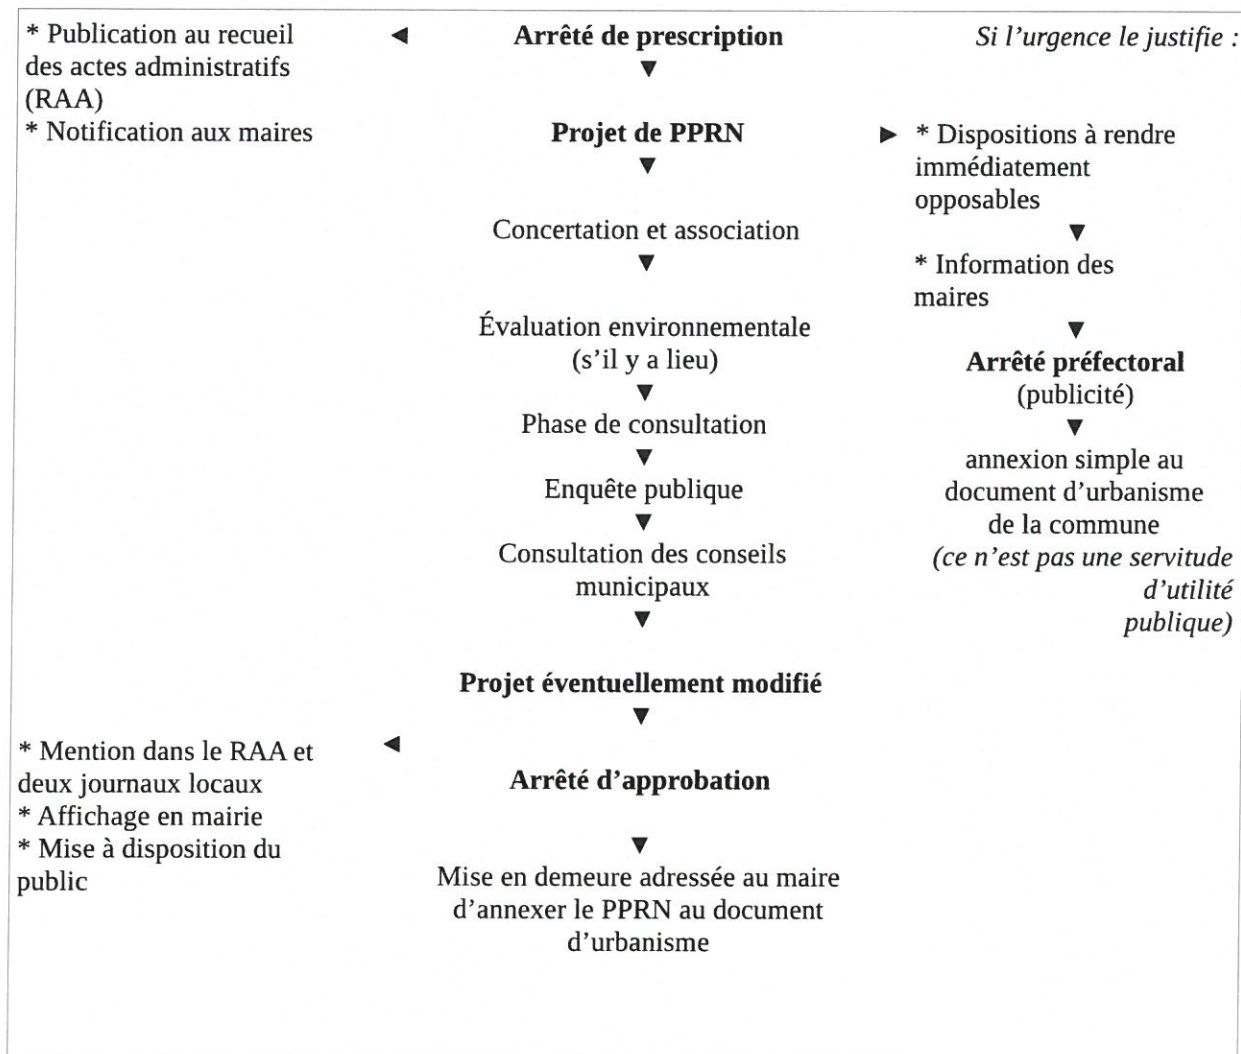 * Publication au recueil
des actes administratifs
(RAA)
* Notification aux maires
Arrêté de prescription
Projet de PPRN
Concertation et association
Évaluation environnementale
(s’il y a lieu)
Phase de consultation
Enquête publique
Consultation des conseils
municipaux
Projet éventuellement modifié
Arrêté d’approbation
Mise en demeure adressée au maire
d’annexer le PPRN au document
d’urbanisme
Si l’urgence le justifie :
* Dispositions à rendre
immédiatement
opposables
* Information des
maires
Arrêté préfectoral
(publicité)
annexion simple au
document d’urbanisme
de la commune
(ce n’est pas une servitude
d’utilité
publique)
* Mention dans le RAA et
deux journaux locaux
* Affichage en mairie
* Mise à disposition du
public